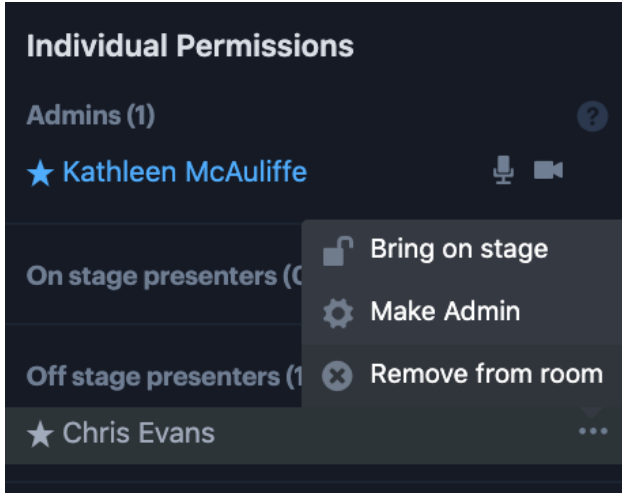 Individual Permissions
Admins (1)
?
★ Kathleen McAuliffe
Bring on stage
On stage presenters (
Make Admin
Off stage presenters (1
Remove from room
★ Chris Evans